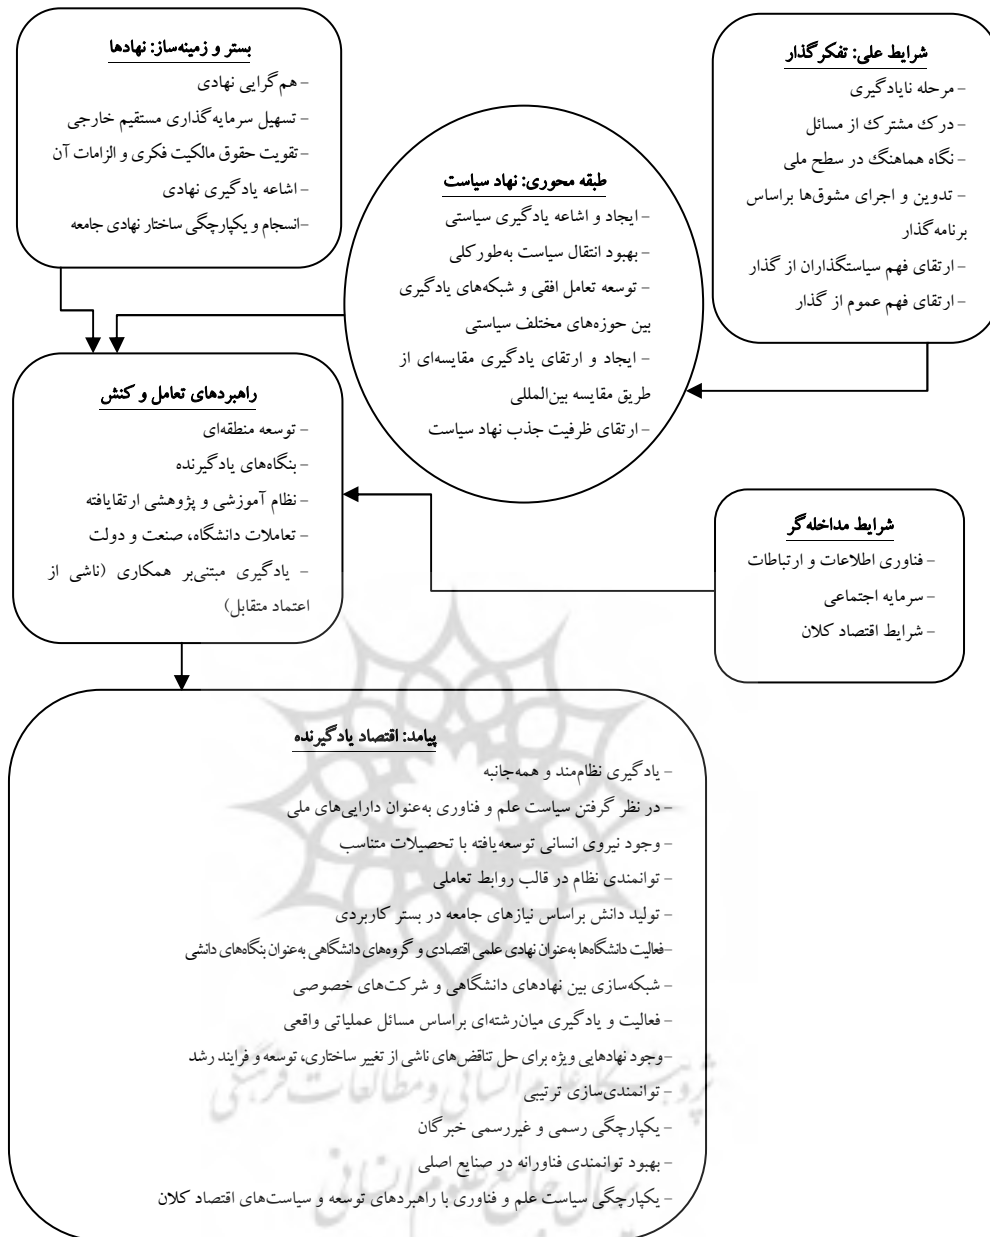 شرایط علی: تفکر گذار
- مرحله نایادگیری
- درک مشترک از مسائل
- نگاه هماهنگ در سطح ملی
- تدوین و اجرای مشوق‌ها براساس
برنامه گذار
- ارتقای فهم سیاستگذاران از گذار
- ارتقای فهم عموم از گذار
بستر و زمینه‌ساز: نهادها
- هم‌گرایی نهادی
- تسهیل سرمایه‌گذاری مستقیم خارجی
- تقویت حقوق مالکیت فکری و الزامات آن
- اشاعه یادگیری نهادی
-انسجام و یکپارچگی ساختار نهادی جامعه
طبقه محوری: نهاد سیاست
- ایجاد و اشاعه یادگیری سیاستی
- بهبود انتقال سیاست به‌طورکلی
- توسعه تعامل افقی و شبکه‌های یادگیری
بین حوزه‌های مختلف سیاستی
- ایجاد و ارتقای یادگیری مقایسه‌ای از
طریق مقایسه بین‌المللی
- ارتقای ظرفیت جذب نهاد سیاست
راهبردهای تعامل و کنش
- توسعه منطقه‌ای
- بنگاه‌های یادگیرنده
- نظام آموزشی و پژوهشی ارتقایافته
- تعاملات دانشگاه، صنعت و دولت
- یادگیری مبتنی‌بر همکاری (ناشی از
اعتماد متقابل)
شرایط مداخله‌گر
- فناوری اطلاعات و ارتباطات
- سرمایه اجتماعی
- شرایط اقتصاد کلان
پیامد: اقتصاد یادگیرنده
- یادگیری نظام‌مند و همه‌جانبه
- در نظر گرفتن سیاست علم و فناوری به‌عنوان دارایی‌های ملی
- وجود نیروی انسانی توسعه‌یافته با تحصیلات متناسب
- توانمندی نظام در قالب روابط تعاملی
- تولید دانش براساس نیازهای جامعه در بستر کاربردی
-فعالیت دانشگاه‌ها به‌عنوان نهادی علمی اقتصادی و گروه‌های دانشگاهی به‌عنوان بنگاه‌های دانشی
- شبکه‌سازی بین نهادهای دانشگاهی و شرکت‌های خصوصی
- فعالیت و یادگیری میان‌رشته‌ای براساس مسائل عملیاتی واقعی
-وجود نهادهایی ویژه برای حل تناقض‌های ناشی از تغییر ساختاری، توسعه و فرایند رشد
- توانمندی‌سازی ترتیبی
- یکپارچگی رسمی و غیررسمی خبرگان
- بهبود توانمندی فناورانه در صنایع اصلی
- یکپارچگی سیاست علم و فناوری با راهبردهای توسعه و سیاست‌های اقتصاد کلان
پژوهشگاه علوم انسانی و مطالعات فرهنگی
پرتال جامع علوم انسانی